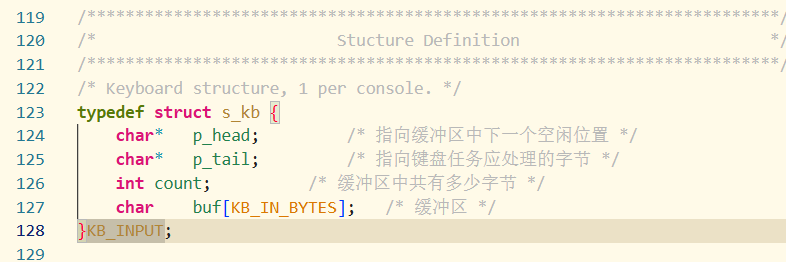 119 /************************************************************************/
120 /* Stucture Definition */
121 /************************************************************************/
122 /* Keyboard structure, 1 per console. */
123 typedef struct s_kb {
124 char* p_head; /* 指向缓冲区中下一个空闲位置 */
125 char* p_tail; /* 指向键盘任务应处理的字节 */
126 int count; /* 缓冲区中共有多少字节 */
127 char buf[KB_IN_BYTES]; /* 缓冲区 */
128 }KB_INPUT;
129